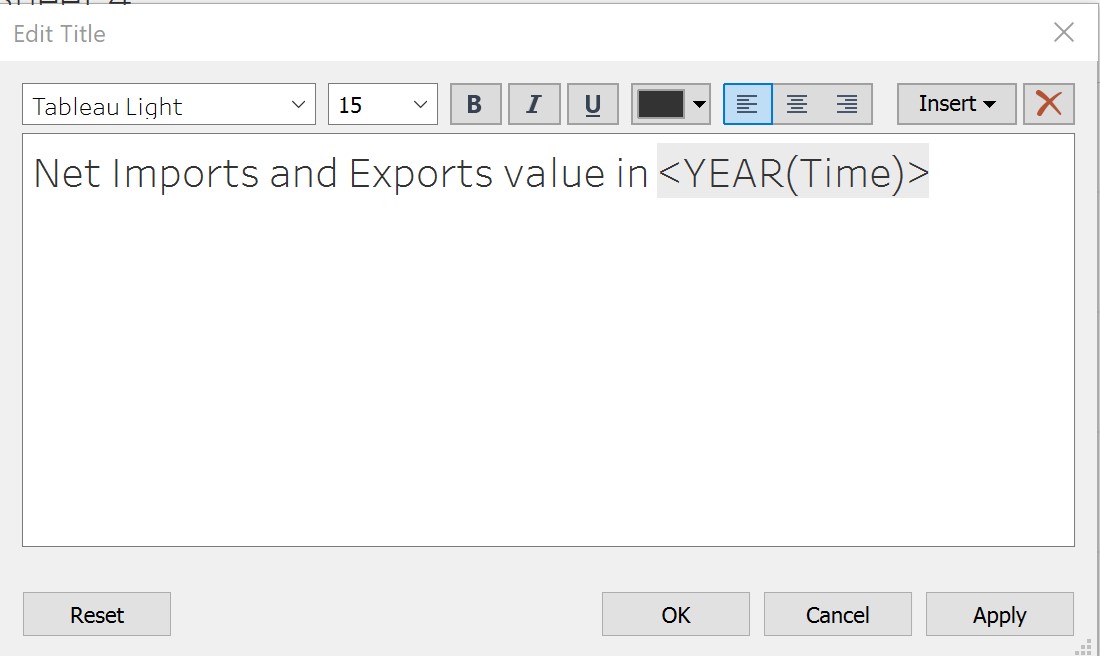 Edit Title
Tableau Light 15 B I U Insert
Net Imports and Exports value in <YEAR(Time)>
Reset OK Cancel Apply